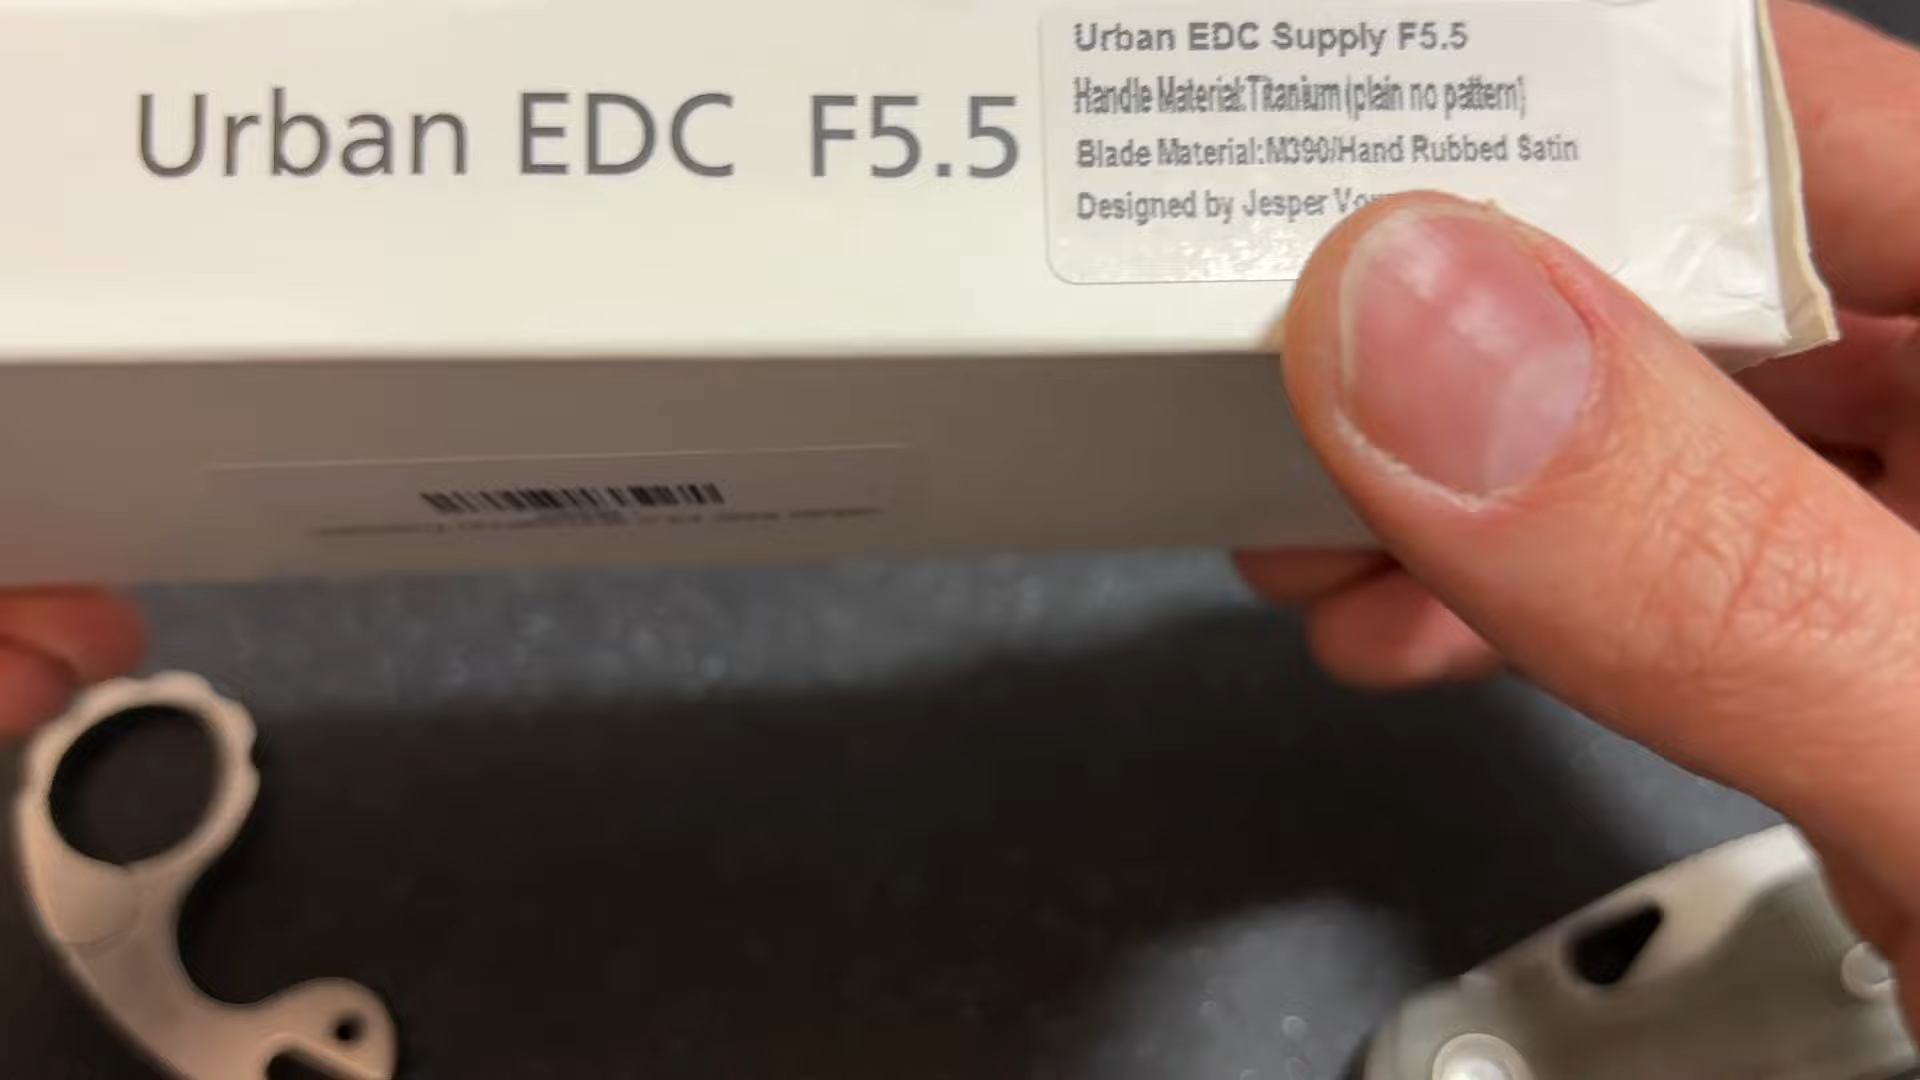 Urban EDC F5.5
Urban EDC Supply F5.5
Handle Material:Titanium (plain no pattern)
Blade Material:M390/Hand Rubbed Satin
Designed by Jesper